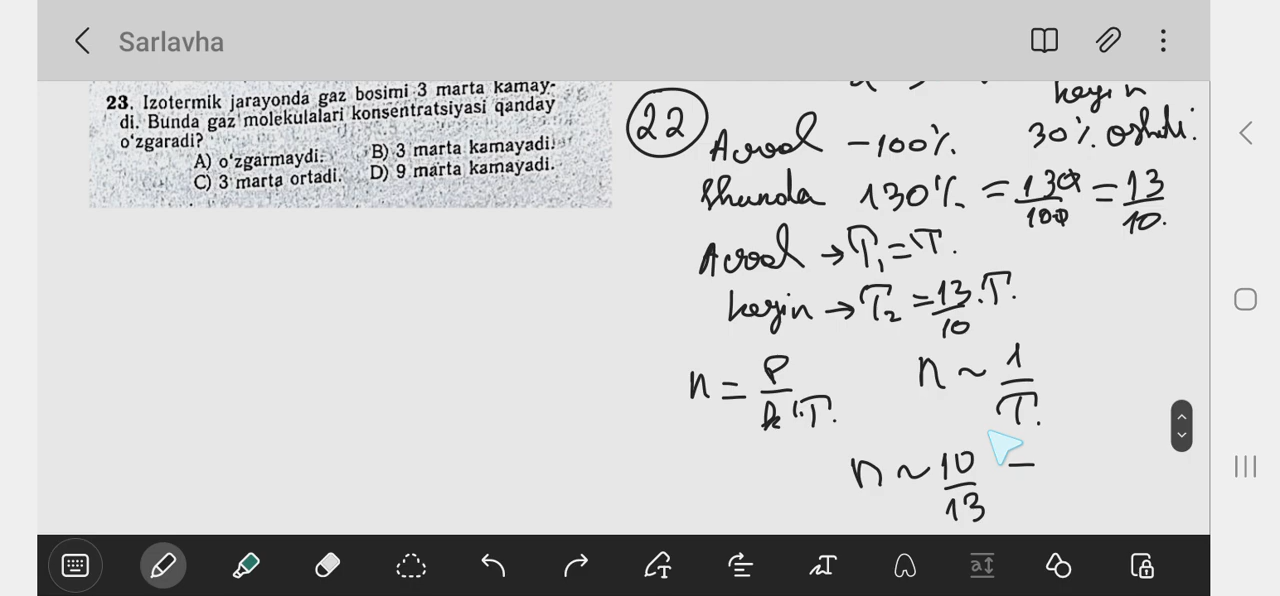 Sarlavha
23. Izotermik jarayonda gaz bosimi 3 marta kamay-
di. Bunda gaz molekulalari konsentratsiyasi qanday
o'zgaradi?
A) o'zgarmaydi. B) 3 marta kamayadi.
C) 3 marta ortadi. D) 9 marta kamayadi.
keyin
22 Avval – 100% 30% oshdi.
Shunda 130% = 130/100 = 13/10.
Avval → T₁ = T.
keyin → T₂ = 13/10 · T.
n = P/k·T. n ~ 1/T.
n ~ 10/13 –